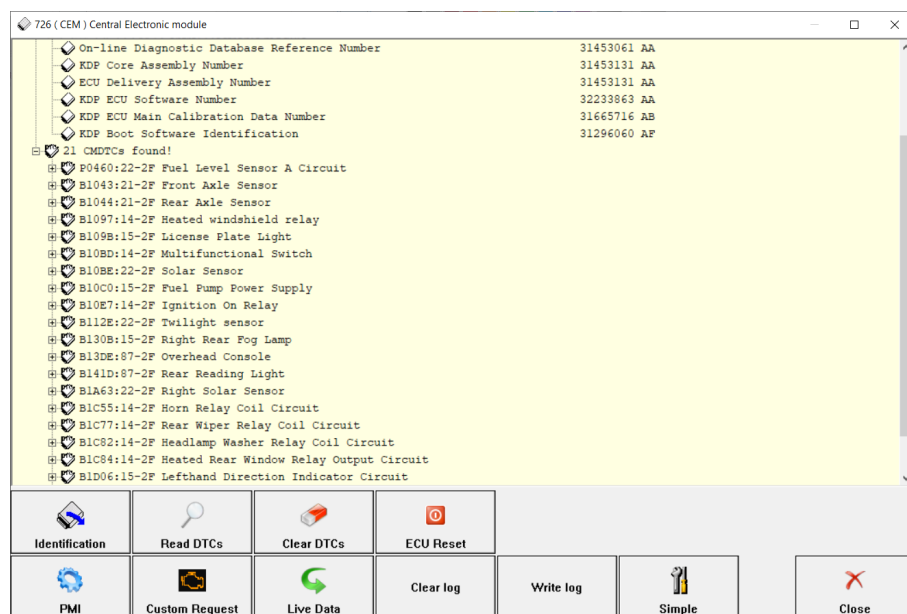 726 ( CEM ) Central Electronic module
On-line Diagnostic Database Reference Number 31453061 AA
KDP Core Assembly Number 31453131 AA
ECU Delivery Assembly Number 31453131 AA
KDP ECU Software Number 32233863 AA
KDP ECU Main Calibration Data Number 31665716 AB
KDP Boot Software Identification 31296060 AF
21 CMDTCs found!
P0460:22-2F Fuel Level Sensor A Circuit
B1043:21-2F Front Axle Sensor
B1044:21-2F Rear Axle Sensor
B1097:14-2F Heated windshield relay
B109B:15-2F License Plate Light
B10BD:14-2F Multifunctional Switch
B10BE:22-2F Solar Sensor
B10C0:15-2F Fuel Pump Power Supply
B10E7:14-2F Ignition On Relay
B112E:22-2F Twilight sensor
B130B:15-2F Right Rear Fog Lamp
B13DE:87-2F Overhead Console
B141D:87-2F Rear Reading Light
B1A63:22-2F Right Solar Sensor
B1C55:14-2F Horn Relay Coil Circuit
B1C77:14-2F Rear Wiper Relay Coil Circuit
B1C82:14-2F Headlamp Washer Relay Coil Circuit
B1C84:14-2F Heated Rear Window Relay Output Circuit
B1D06:15-2F Lefthand Direction Indicator Circuit
Identification Read DTCs Clear DTCs ECU Reset
PMI Custom Request Live Data Clear log Write log Simple Close